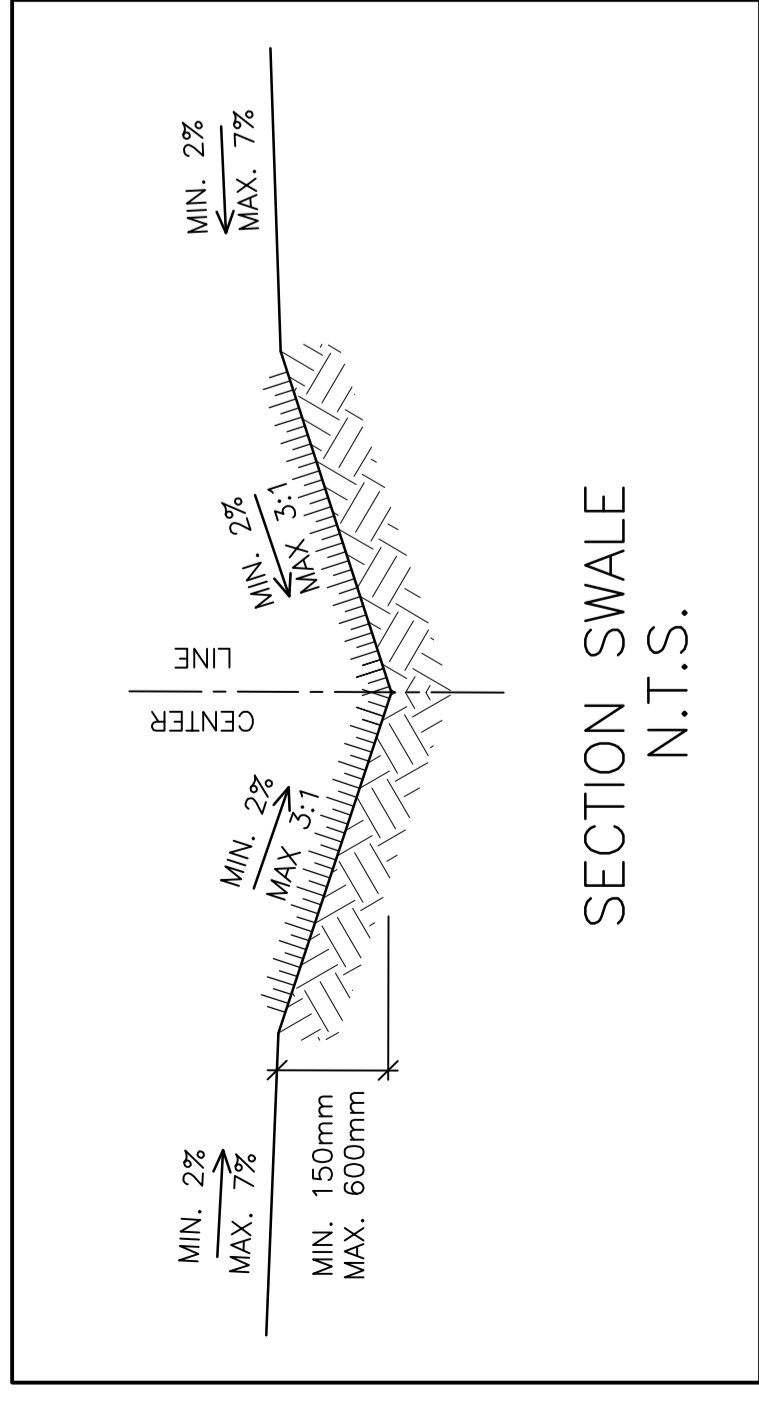 MIN. 2%
MAX. 7%
MIN. 2%
MAX 3:1
CENTER
LINE
MIN. 2%
MAX 3:1
MIN. 2%
MAX. 7%
MIN. 150mm
MAX. 600mm
SECTION SWALE
N.T.S.